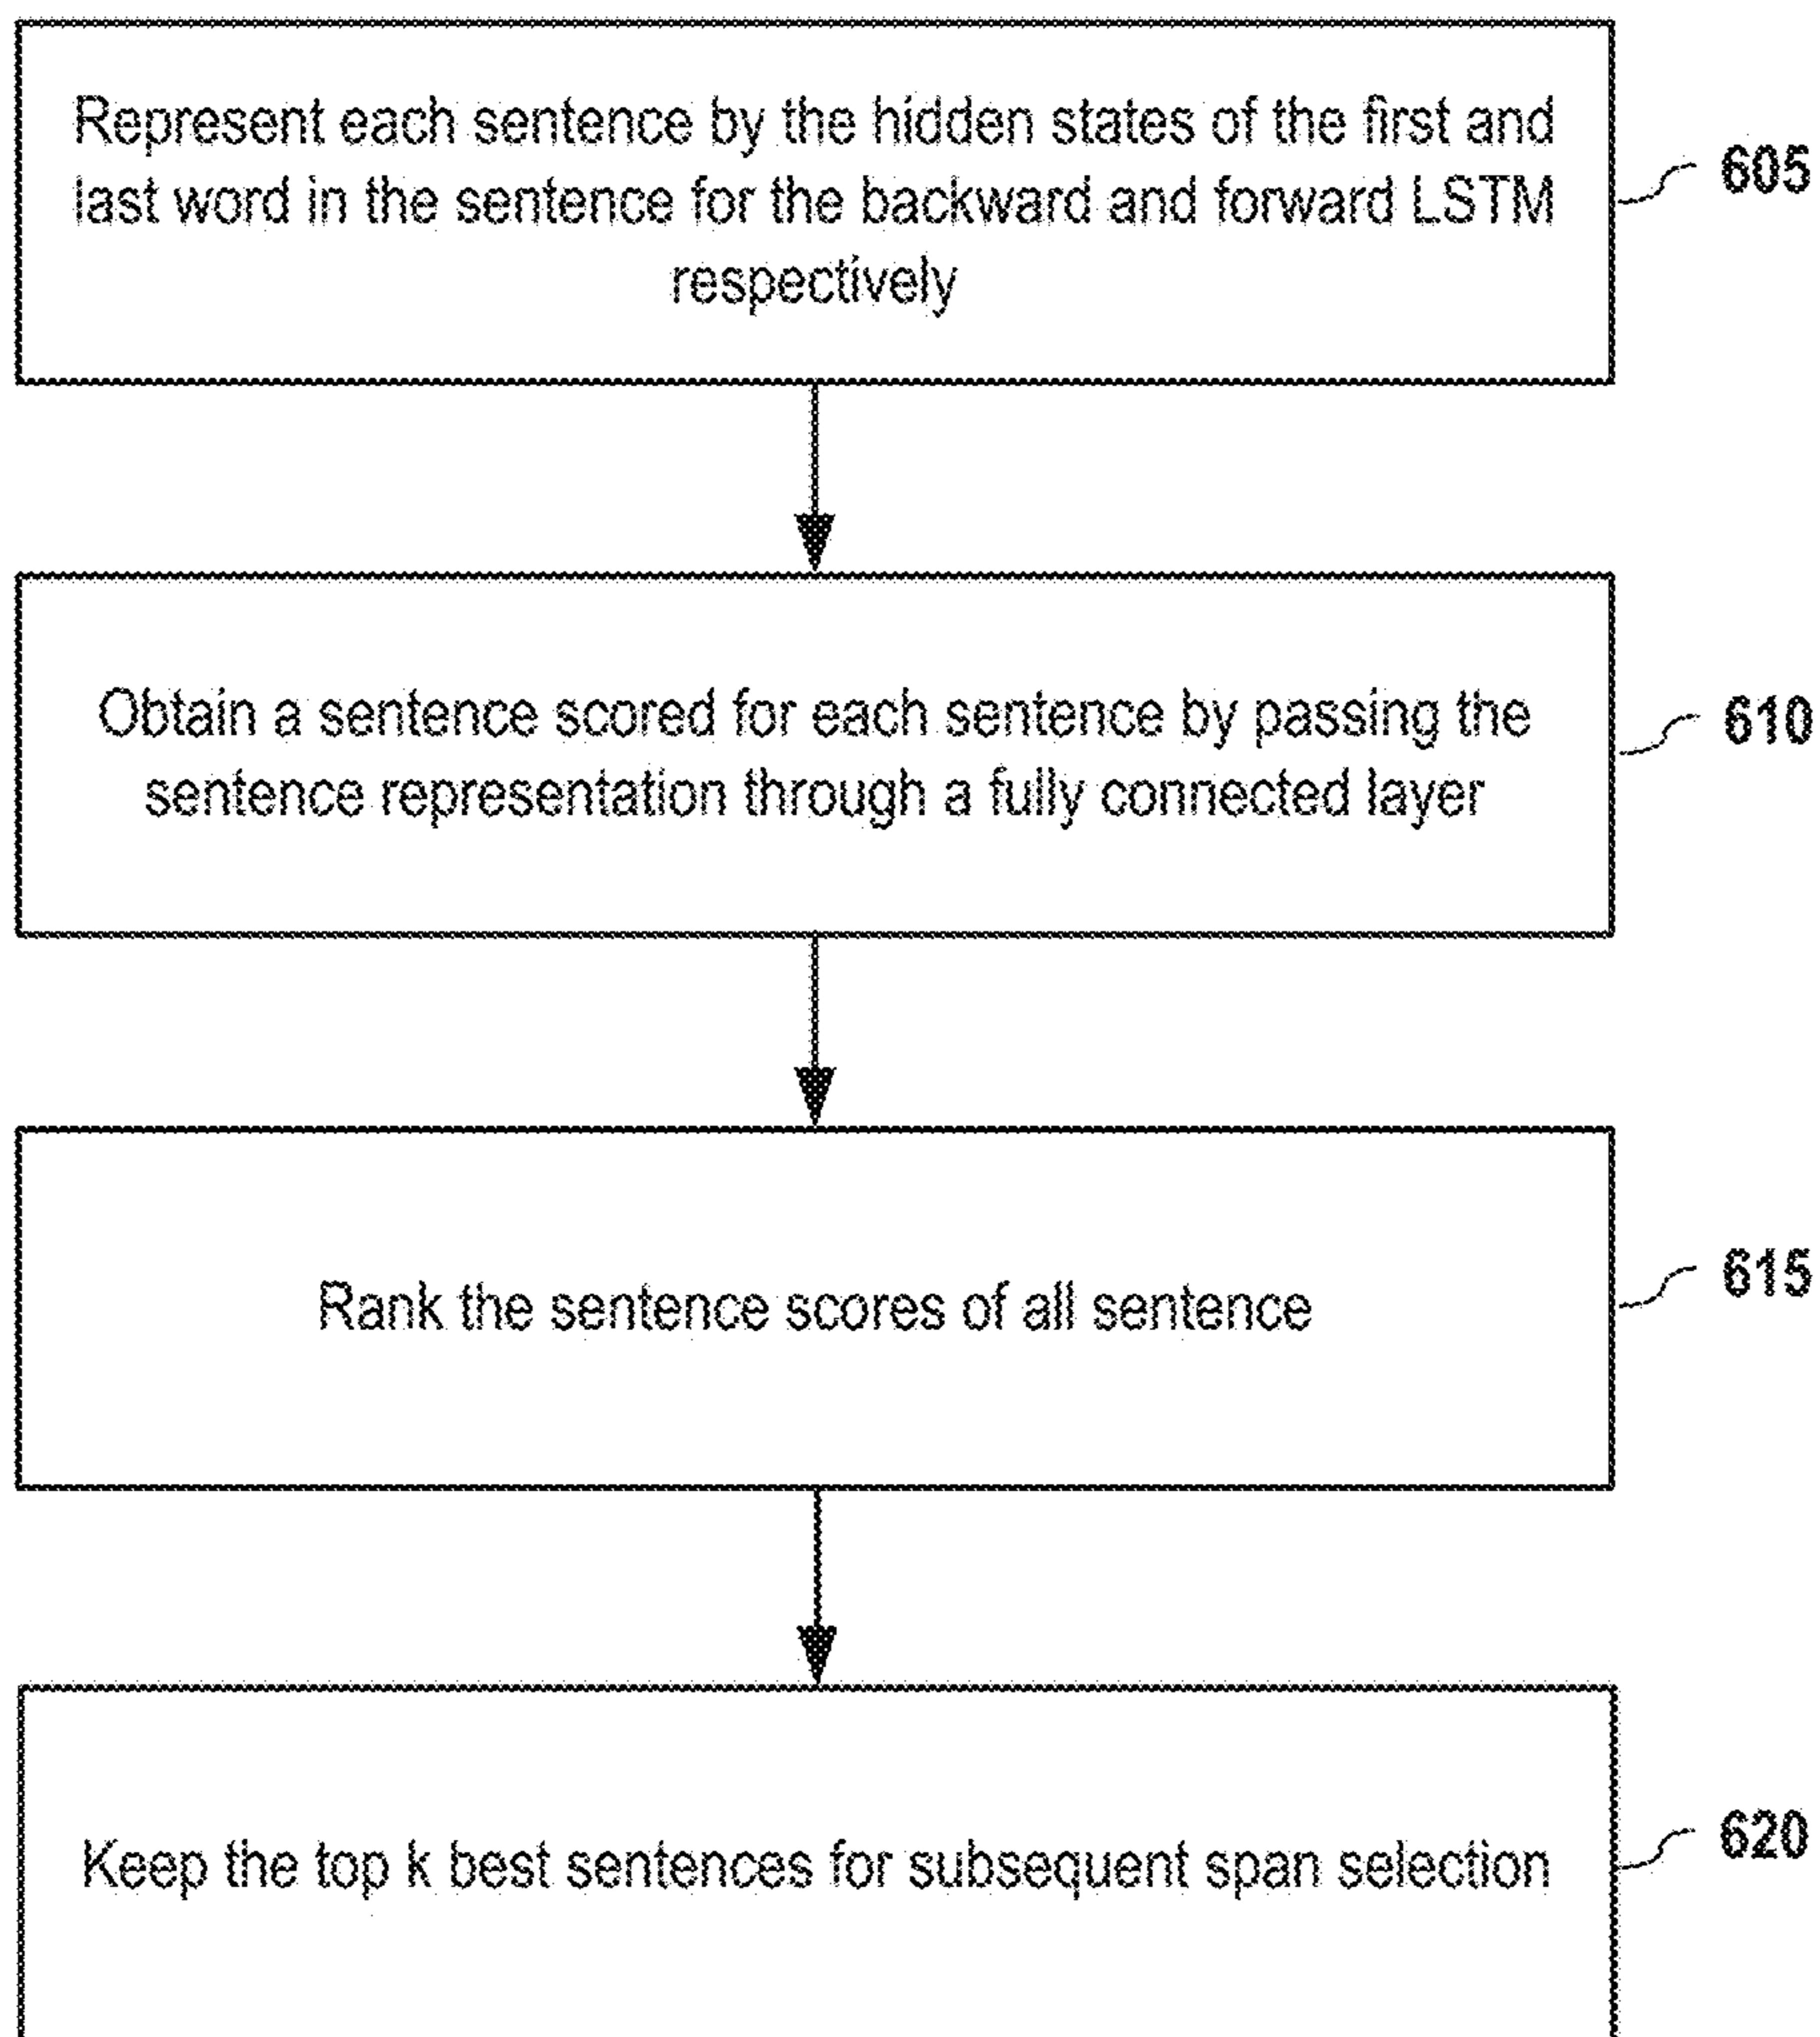 Represent each sentence by the hidden states of the first and
last word in the sentence for the backward and forward LSTM
respectively
605
Obtain a sentence scored for each sentence by passing the
sentence representation through a fully connected layer
610
Rank the sentence scores of all sentence
615
Keep the top k best sentences for subsequent span selection
620